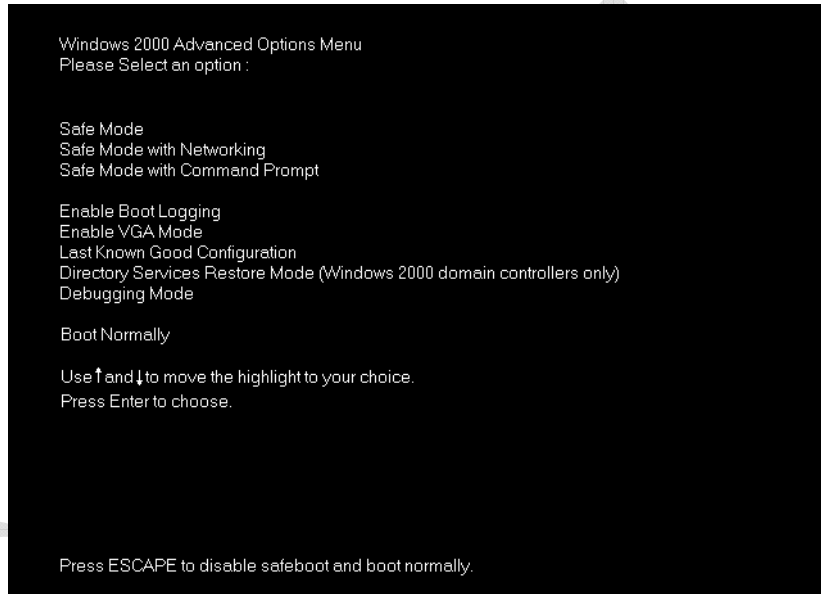 Windows 2000 Advanced Options Menu
Please Select an option :
Safe Mode
Safe Mode with Networking
Safe Mode with Command Prompt
Enable Boot Logging
Enable VGA Mode
Last Known Good Configuration
Directory Services Restore Mode (Windows 2000 domain controllers only)
Debugging Mode
Boot Normally
Use ↑ and ↓ to move the highlight to your choice.
Press Enter to choose.
Press ESCAPE to disable safeboot and boot normally.